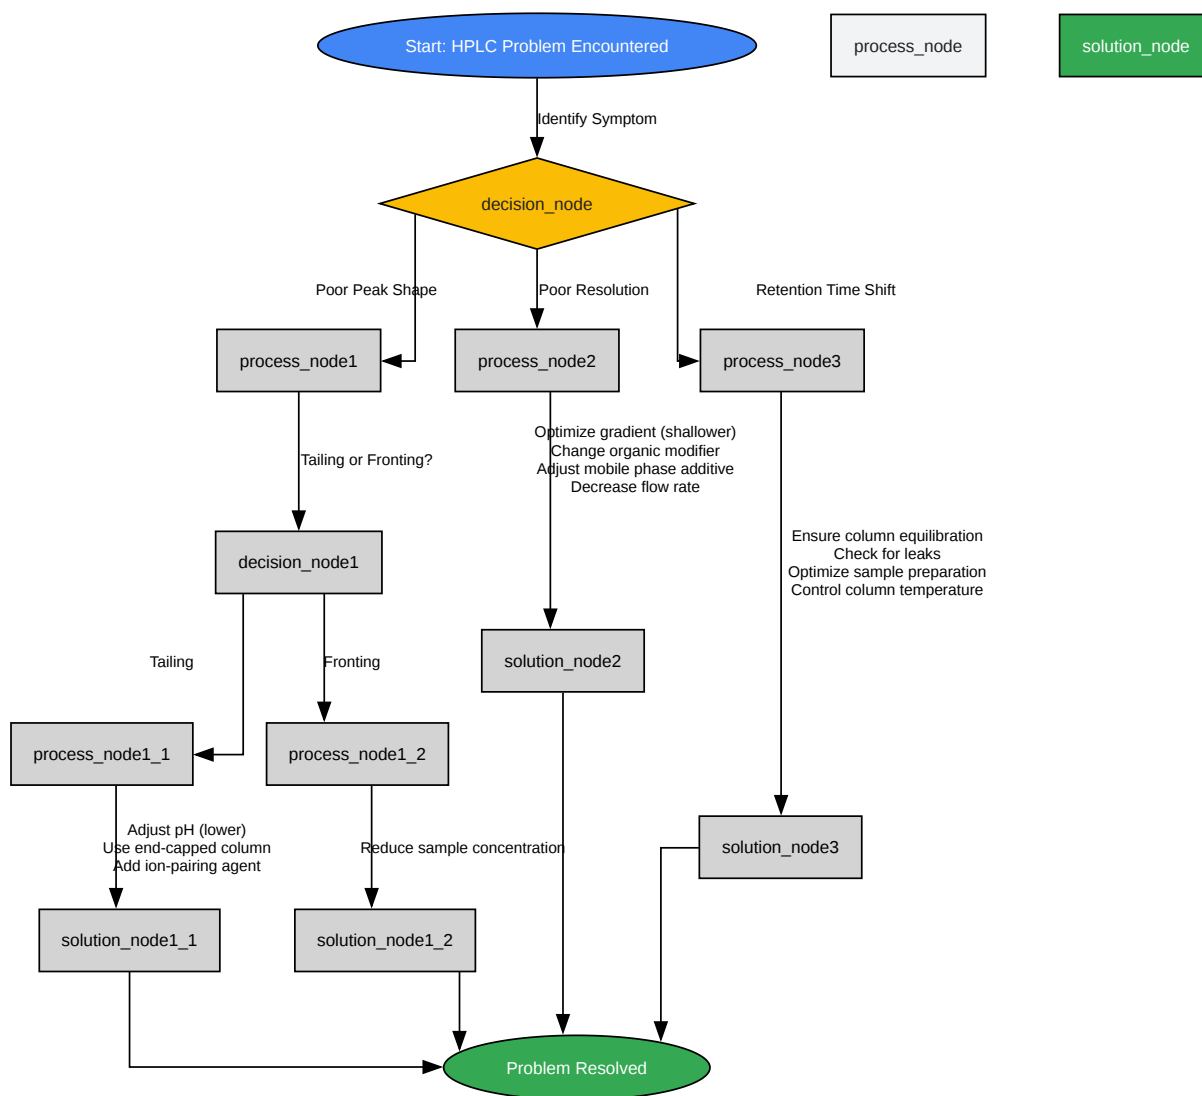 Start: HPLC Problem Encountered
process_node
solution_node
Identify Symptom
decision_node
Poor Peak Shape
Poor Resolution
Retention Time Shift
process_node1
process_node2
process_node3
Optimize gradient (shallower)
Change organic modifier
Adjust mobile phase additive
Decrease flow rate
Tailing or Fronting?
Ensure column equilibration
Check for leaks
Optimize sample preparation
Control column temperature
decision_node1
Tailing
Fronting
solution_node2
process_node1_1
process_node1_2
Adjust pH (lower)
Use end-capped column
Add ion-pairing agent
Reduce sample concentration
solution_node3
solution_node1_1
solution_node1_2
Problem Resolved